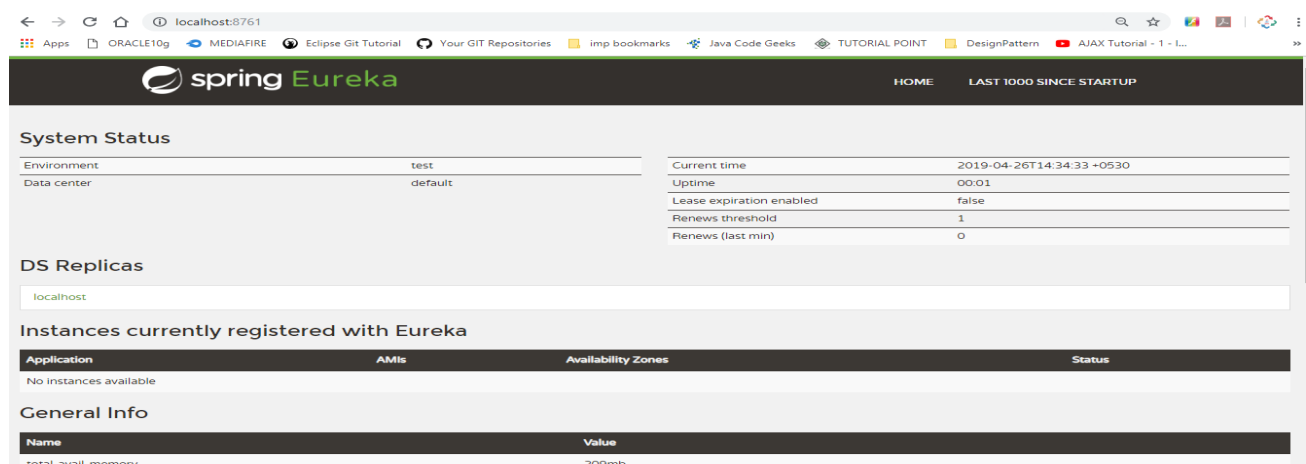 localhost:8761
Apps ORACLE10g MEDIAFIRE Eclipse Git Tutorial Your GIT Repositories imp bookmarks Java Code Geeks TUTORIAL POINT DesignPattern AJAX Tutorial - 1 - I... »
spring Eureka HOME LAST 1000 SINCE STARTUP
System Status
Environment test
Data center default
Current time 2019-04-26T14:34:33 +0530
Uptime 00:01
Lease expiration enabled false
Renews threshold 1
Renews (last min) 0
DS Replicas
localhost
Instances currently registered with Eureka
Application AMIs Availability Zones Status
No instances available
General Info
Name Value
total-avail-memory